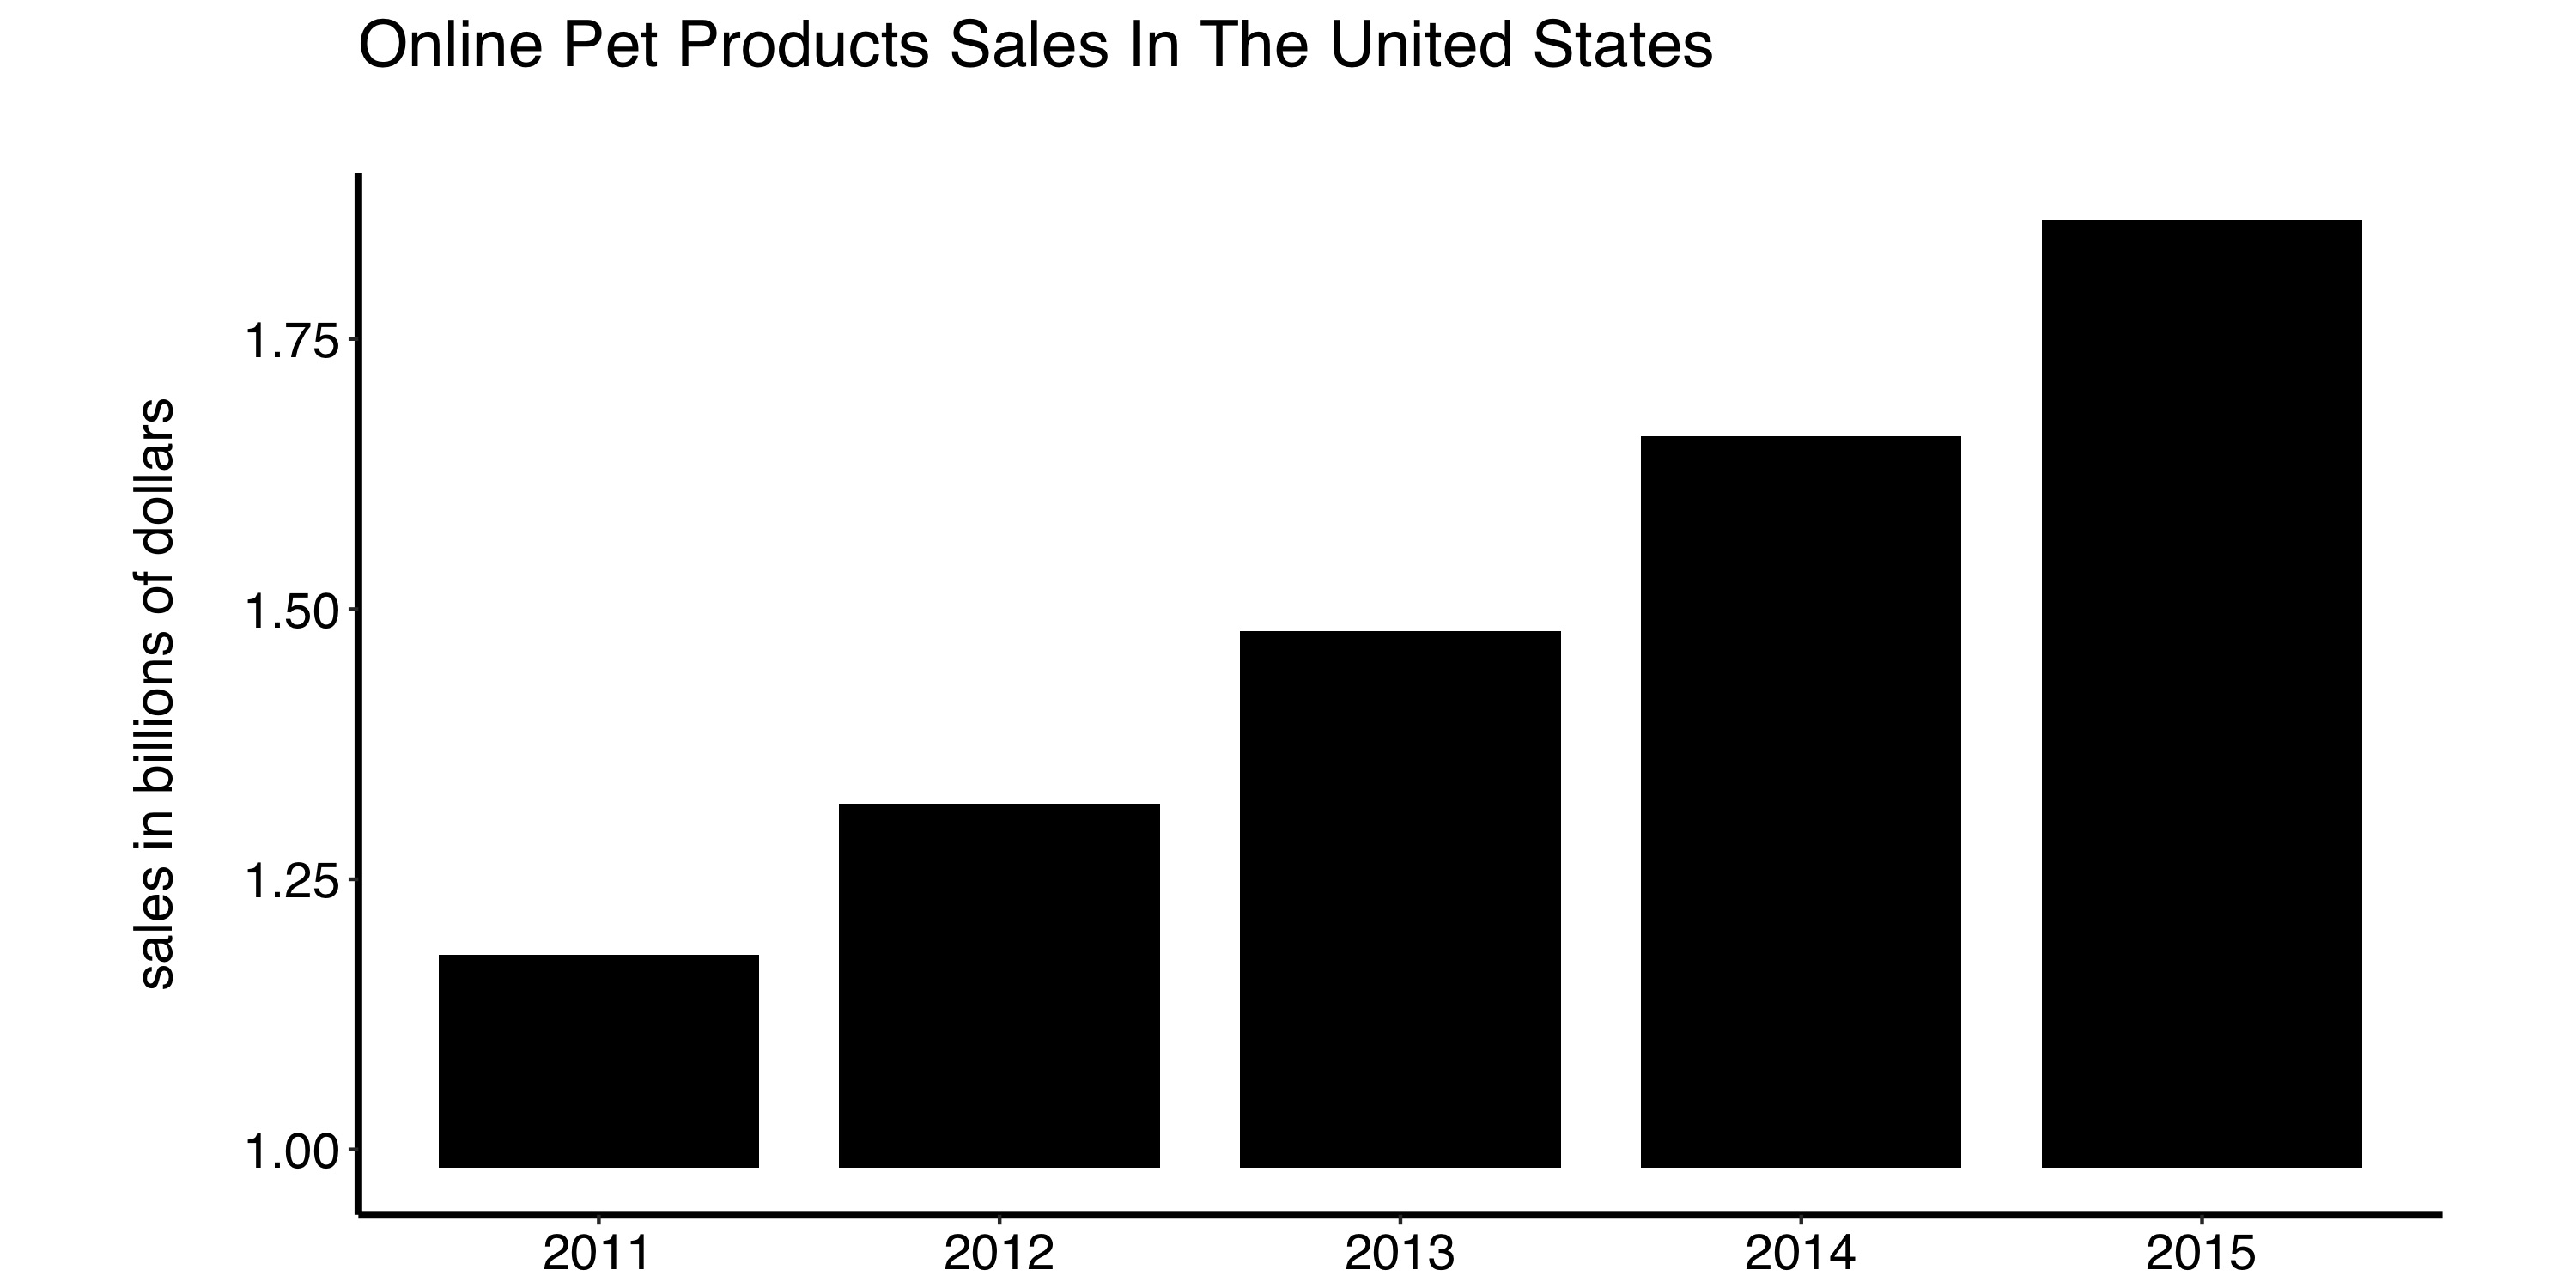 Online Pet Products Sales In The United States
sales in billions of dollars
1.75
1.50
1.25
1.00
2011 2012 2013 2014 2015